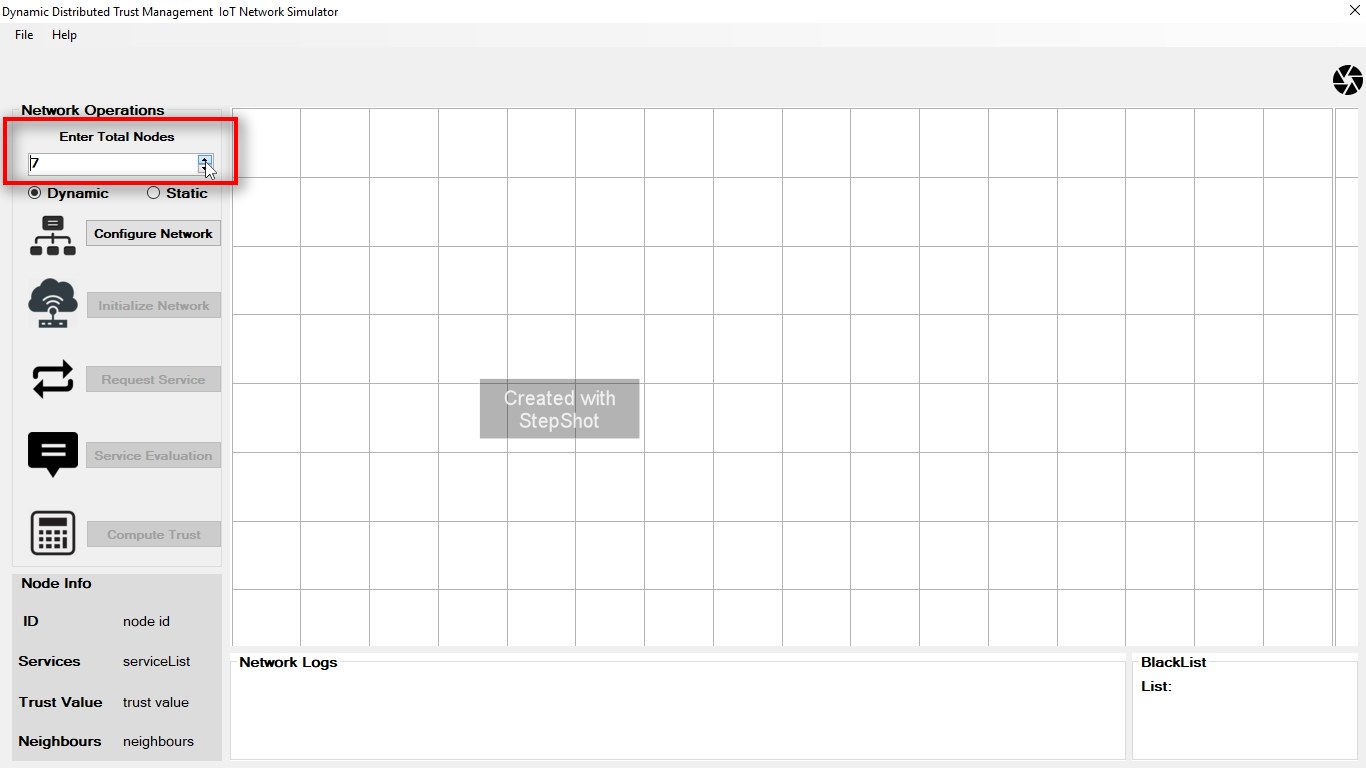 Dynamic Distributed Trust Management IoT Network Simulator
File Help
Network Operations
Enter Total Nodes
7
Dynamic Static
Configure Network
Initialize Network
Request Service
Service Evaluation
Compute Trust
Created with
StepShot
Node Info
ID node id
Services serviceList
Trust Value trust value
Neighbours neighbours
Network Logs
BlackList
List: